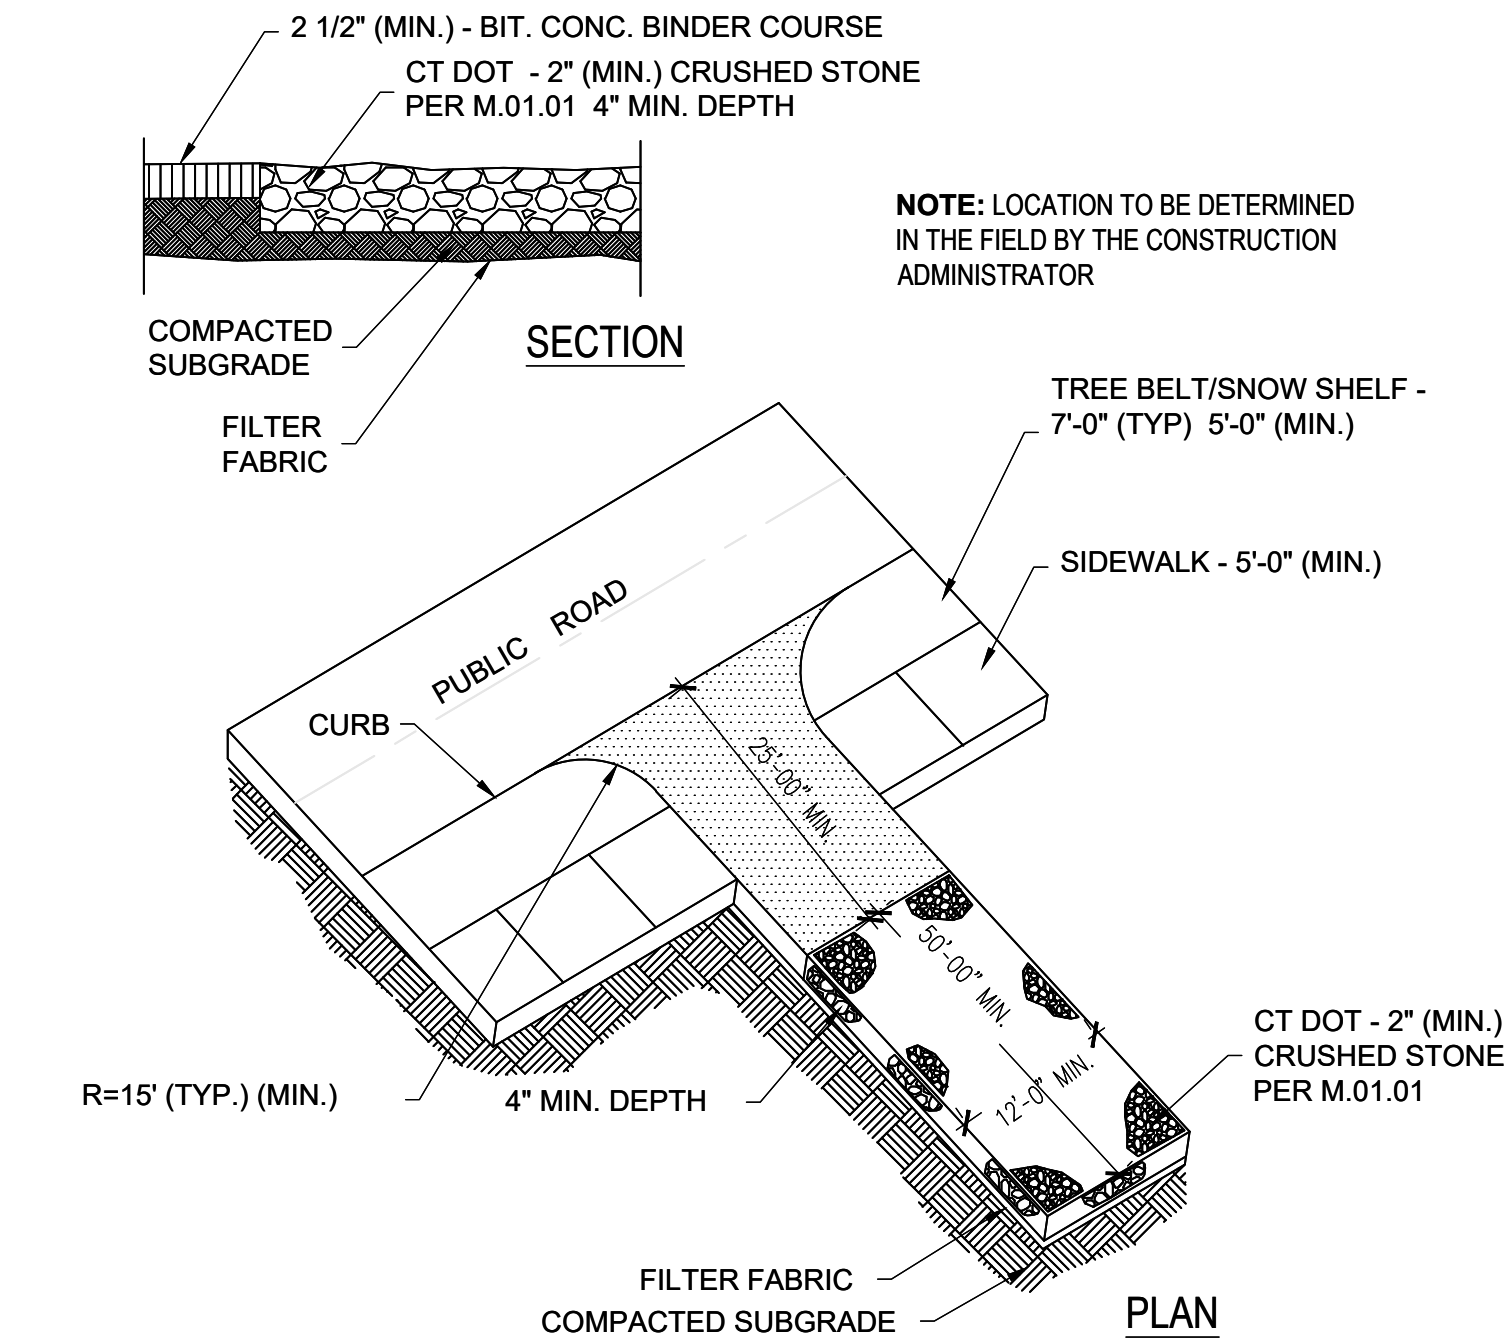 2 1/2" (MIN.) - BIT. CONC. BINDER COURSE
CT DOT - 2" (MIN.) CRUSHED STONE
PER M.01.01 4" MIN. DEPTH
NOTE: LOCATION TO BE DETERMINED
IN THE FIELD BY THE CONSTRUCTION
ADMINISTRATOR
COMPACTED
SUBGRADE
SECTION
FILTER
FABRIC
TREE BELT/SNOW SHELF -
7'-0" (TYP) 5'-0" (MIN.)
SIDEWALK - 5'-0" (MIN.)
PUBLIC ROAD
CURB
25'-00" MIN.
50'-00" MIN.
12'-0" MIN.
CT DOT - 2" (MIN.)
CRUSHED STONE
PER M.01.01
R=15' (TYP.) (MIN.)
4" MIN. DEPTH
FILTER FABRIC
COMPACTED SUBGRADE
PLAN